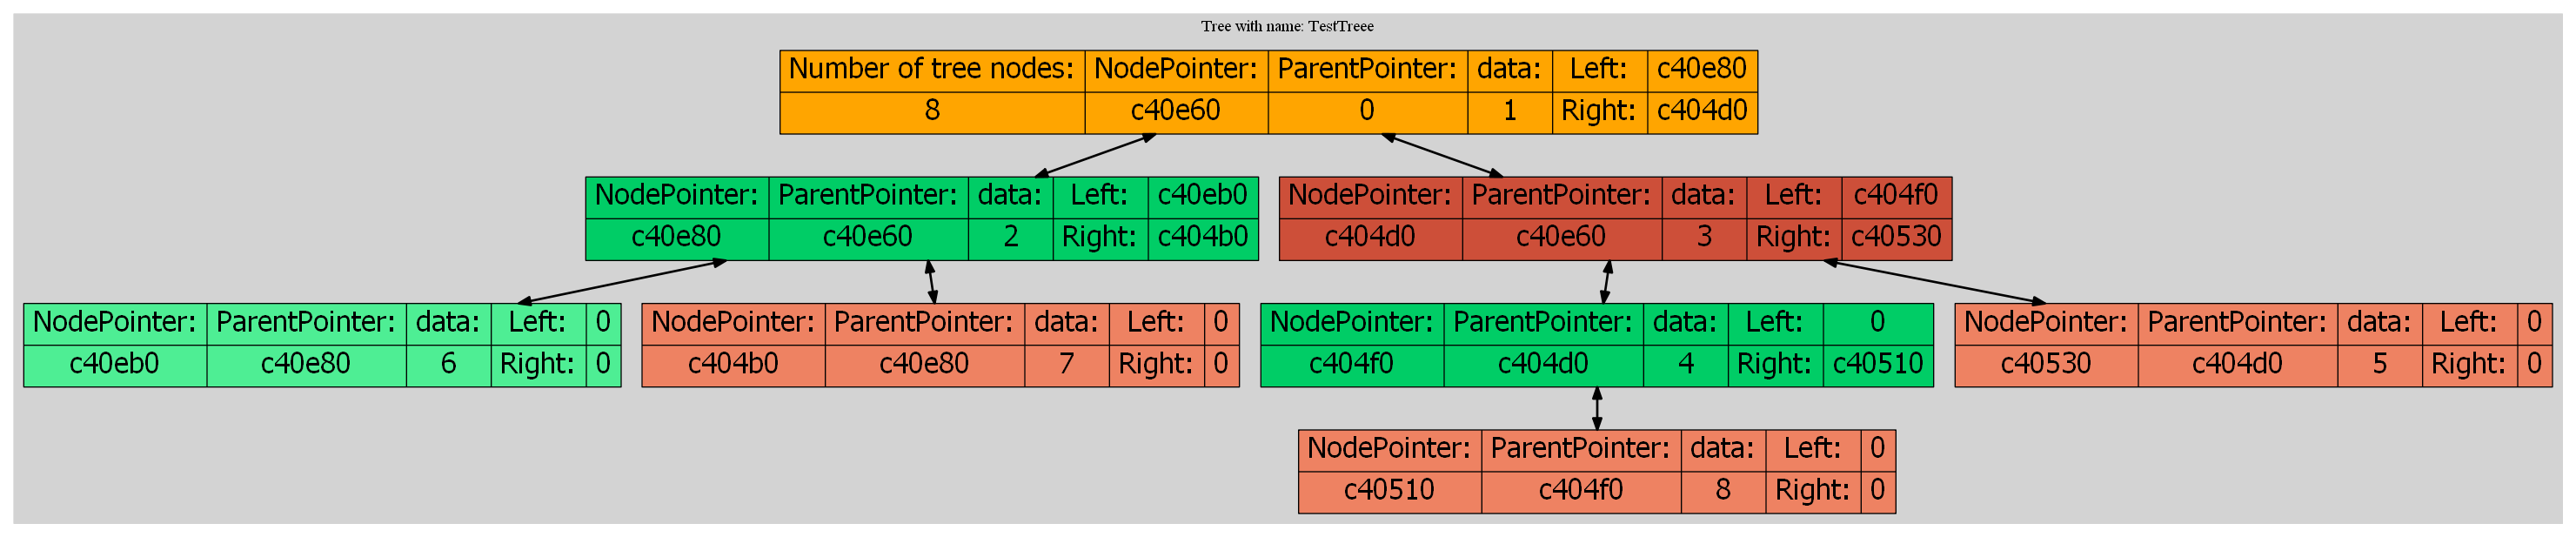 Tree with name: TestTreee
Number of tree nodes: NodePointer: ParentPointer: data: Left: c40e80
8 c40e60 0 1 Right: c404d0
NodePointer: ParentPointer: data: Left: c40eb0
c40e80 c40e60 2 Right: c404b0
NodePointer: ParentPointer: data: Left: c404f0
c404d0 c40e60 3 Right: c40530
NodePointer: ParentPointer: data: Left: 0
c40eb0 c40e80 6 Right: 0
NodePointer: ParentPointer: data: Left: 0
c404b0 c40e80 7 Right: 0
NodePointer: ParentPointer: data: Left: 0
c404f0 c404d0 4 Right: c40510
NodePointer: ParentPointer: data: Left: 0
c40530 c404d0 5 Right: 0
NodePointer: ParentPointer: data: Left: 0
c40510 c404f0 8 Right: 0